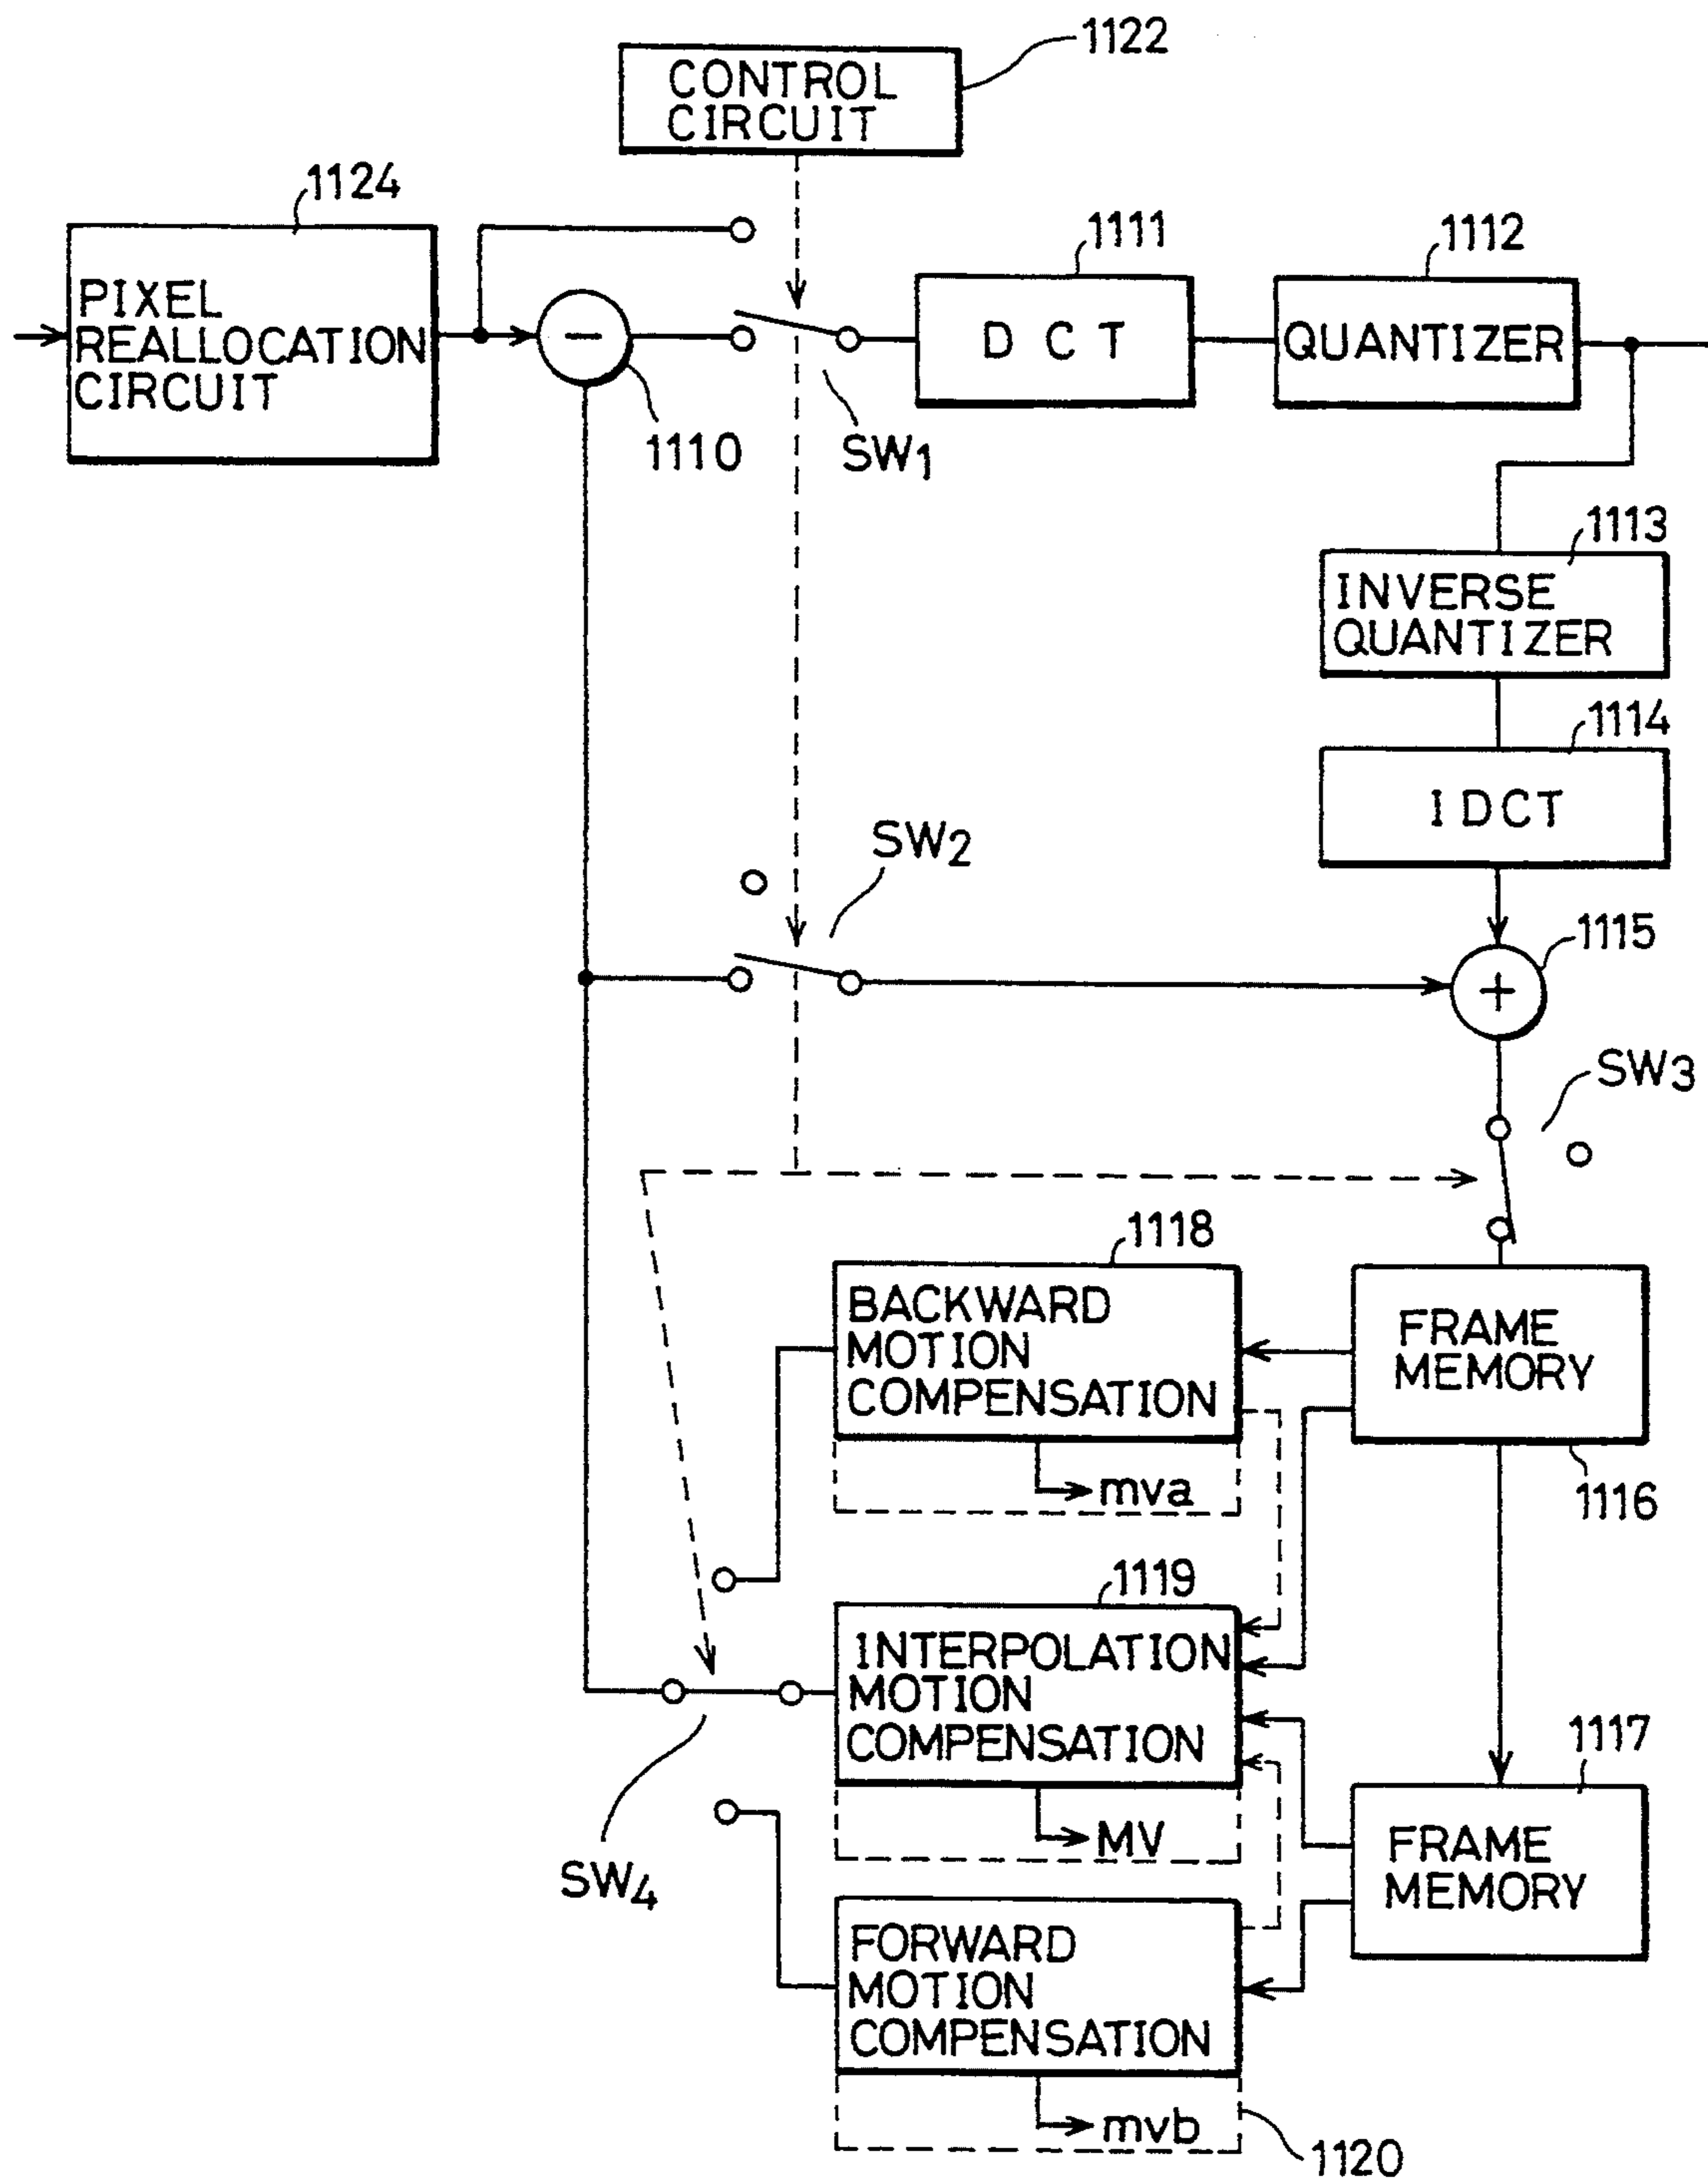 1122
CONTROL
CIRCUIT
1124
1111
1112
PIXEL
REALLOCATION
CIRCUIT
−
D C T
QUANTIZER
1110
SW1
1113
INVERSE
QUANTIZER
1114
IDCT
SW2
1115
+
SW3
1118
BACKWARD
MOTION
COMPENSATION
FRAME
MEMORY
mva
1116
1119
INTERPOLATION
MOTION
COMPENSATION
1117
MV
FRAME
MEMORY
SW4
FORWARD
MOTION
COMPENSATION
mvb
1120